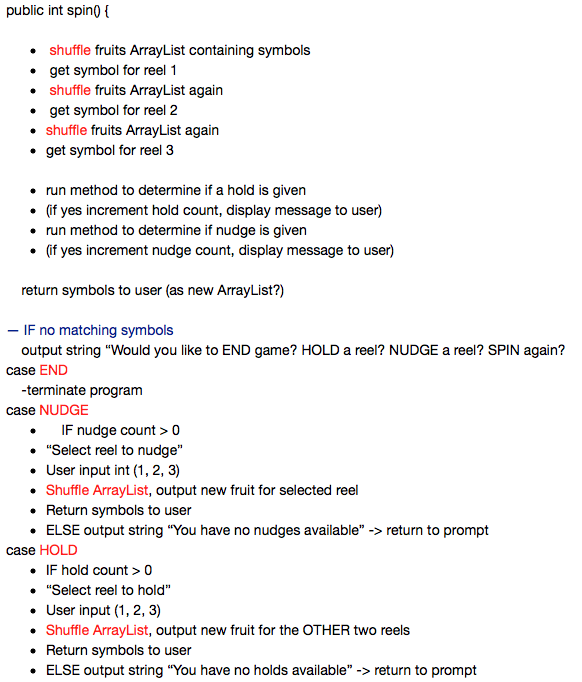 public int spin() {
• shuffle fruits ArrayList containing symbols
• get symbol for reel 1
• shuffle fruits ArrayList again
• get symbol for reel 2
• shuffle fruits ArrayList again
• get symbol for reel 3
• run method to determine if a hold is given
• (if yes increment hold count, display message to user)
• run method to determine if nudge is given
• (if yes increment nudge count, display message to user)
return symbols to user (as new ArrayList?)
— IF no matching symbols
output string “Would you like to END game? HOLD a reel? NUDGE a reel? SPIN again?
case END
-terminate program
case NUDGE
• IF nudge count > 0
• “Select reel to nudge”
• User input int (1, 2, 3)
• Shuffle ArrayList, output new fruit for selected reel
• Return symbols to user
• ELSE output string “You have no nudges available” -> return to prompt
case HOLD
• IF hold count > 0
• “Select reel to hold”
• User input (1, 2, 3)
• Shuffle ArrayList, output new fruit for the OTHER two reels
• Return symbols to user
• ELSE output string “You have no holds available” -> return to prompt